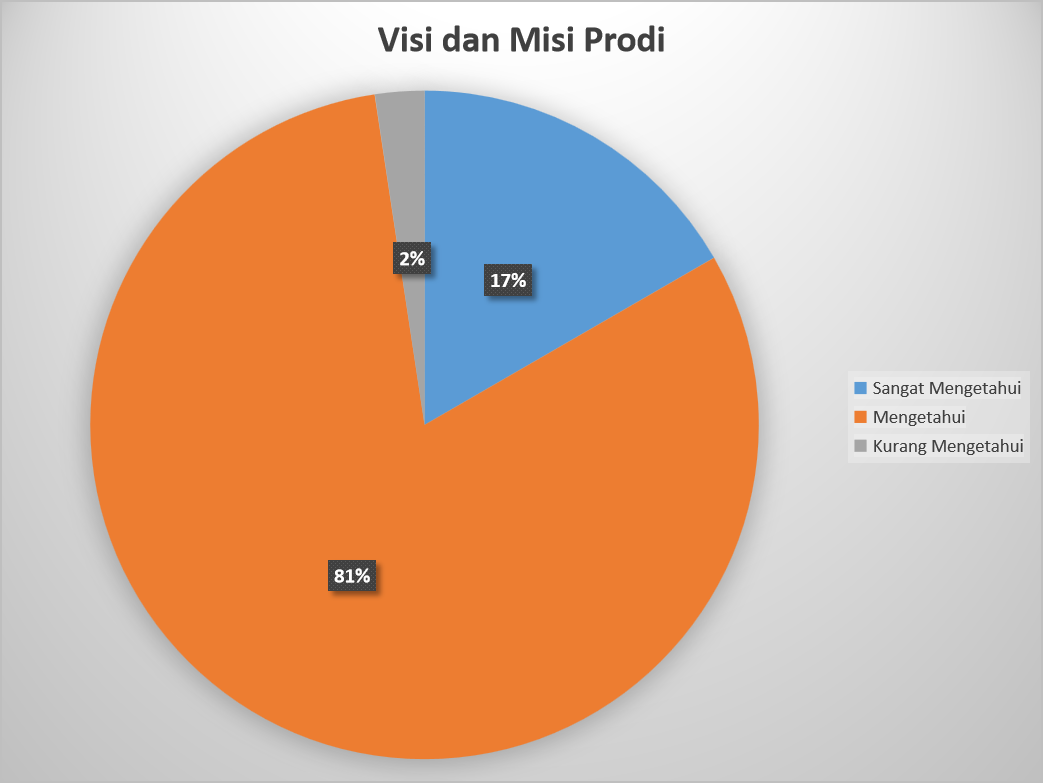 Visi dan Misi Prodi
2%
17%
81%
Sangat Mengetahui
Mengetahui
Kurang Mengetahui